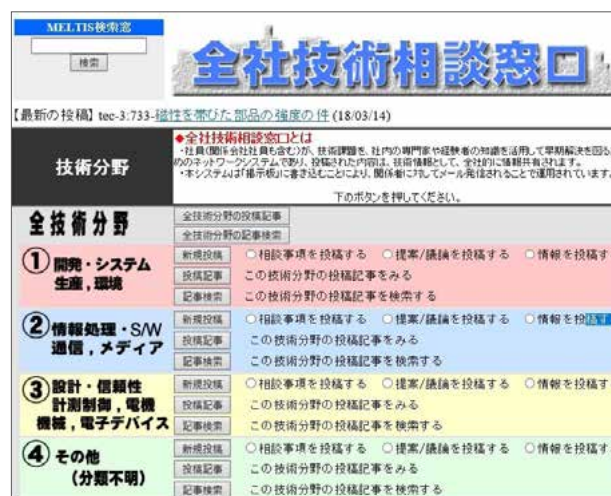 MELTIS検索窓
検索
全社技術相談窓口
【最新の投稿】tec-3:733-磁性を帯びた部品の強度の件 (18/03/14)
技術分野
◆全社技術相談窓口とは
・社員(関係会社社員も含む)が、技術課題を、社内の専門家や経験者の知識を活用して早期解決を図る
めのネットワークシステムであり、投稿された内容は、技術情報として、全社的に情報共有されます。
・本システムは「掲示板」に書き込むことにより、関係者に対してメール発信されることで運用されています。
下のボタンを押してください。
全技術分野
全技術分野の投稿記事
全技術分野の記事検索
①開発・システム
生産,環境
新規投稿 ○相談事項を投稿する ○提案/議論を投稿する ○情報を投稿す
投稿記事 この技術分野の投稿記事をみる
記事検索 この技術分野の投稿記事を検索する
②情報処理・S/W
通信,メディア
新規投稿 ○相談事項を投稿する ○提案/議論を投稿する ○情報を投稿す
投稿記事 この技術分野の投稿記事をみる
記事検索 この技術分野の投稿記事を検索する
③設計・信頼性
計測制御,電機
機械,電子デバイス
新規投稿 ○相談事項を投稿する ○提案/議論を投稿する ○情報を投稿す
投稿記事 この技術分野の投稿記事をみる
記事検索 この技術分野の投稿記事を検索する
④その他
(分類不明)
新規投稿 ○相談事項を投稿する ○提案/議論を投稿する ○情報を投稿す
投稿記事 この技術分野の投稿記事をみる
記事検索 この技術分野の投稿記事を検索する